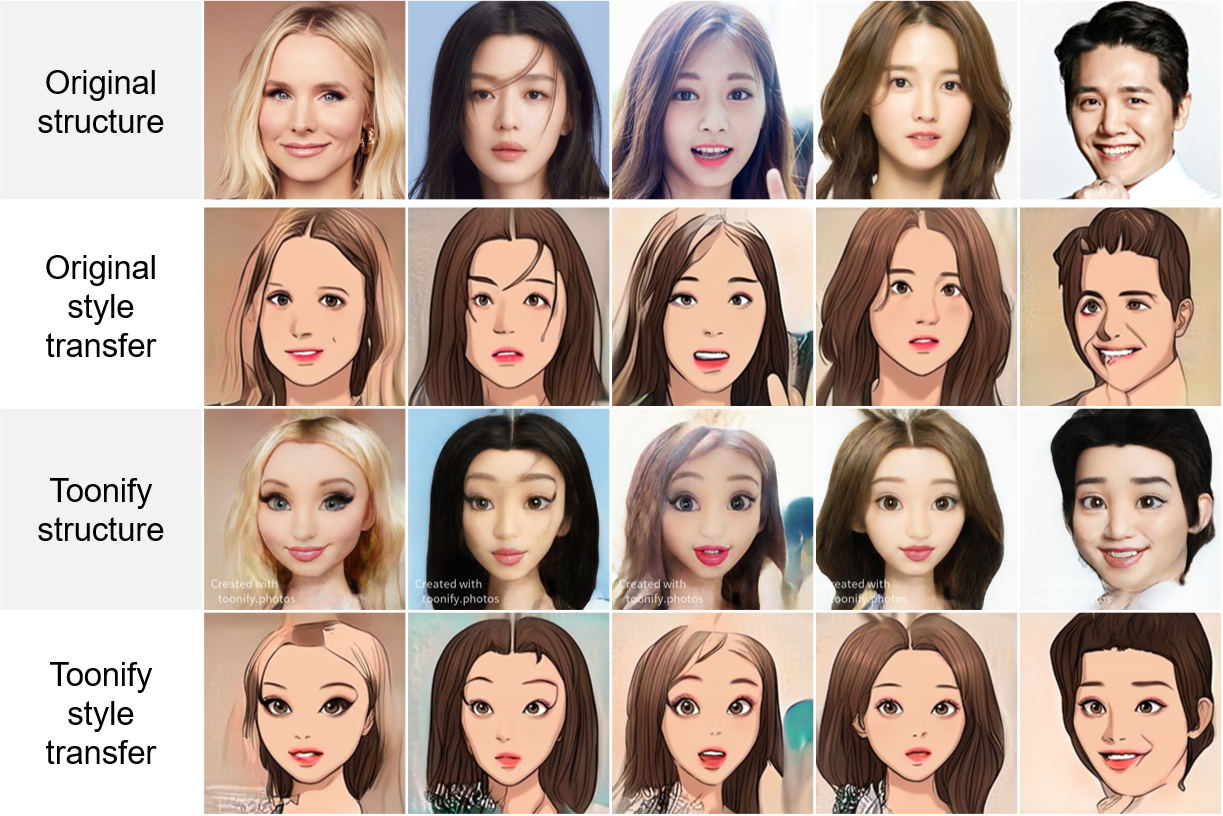 Original
structure
Original
style
transfer
Toonify
structure
Created with
toonify.photos
Created with
toonify.photos
Created with
toonify.photos
Created with
toonify.photos
Created with
toonify.photos
Toonify
style
transfer